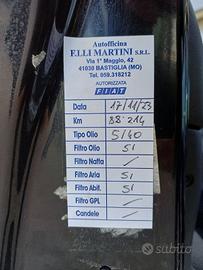 Autofficina
F.LLI MARTINI S.R.L.
Via 1° Maggio, 42
41030 BASTIGLIA (MO)
Tel. 059.318212
AUTORIZZATA
FIAT
Data 17/11/23
Km 88.214
Tipo Olio 5/40
Filtro Olio SI
Filtro Nafta /
Filtro Aria SI
Filtro Abit. SI
Filtro GPL /
Candele /
subito